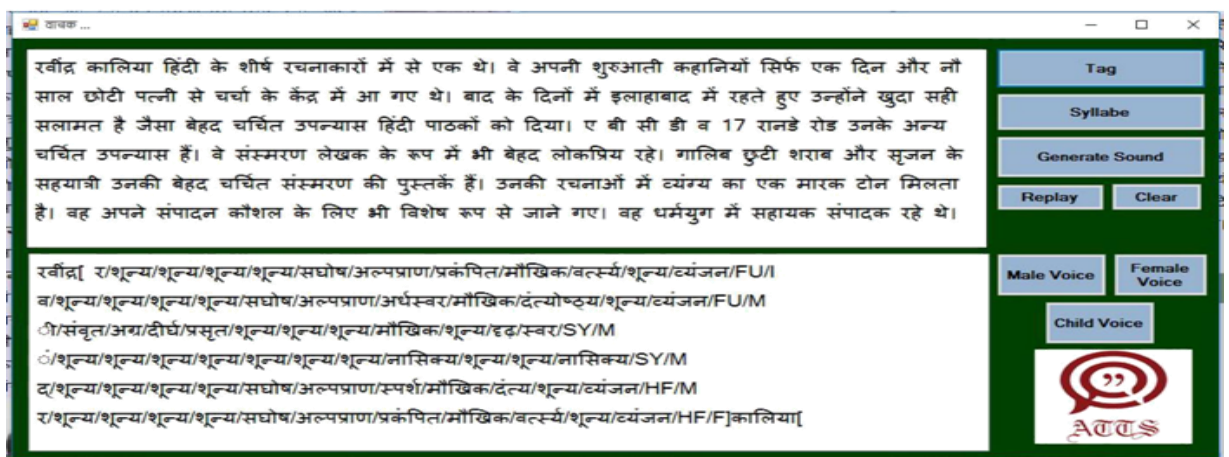 वाचक ...
रवींद्र कालिया हिंदी के शीर्ष रचनाकारों में से एक थे। वे अपनी शुरुआती कहानियों सिर्फ एक दिन और नौ
साल छोटी पत्नी से चर्चा के केंद्र में आ गए थे। बाद के दिनों में इलाहाबाद में रहते हुए उन्होंने खुदा सही
सलामत है जैसा बेहद चर्चित उपन्यास हिंदी पाठकों को दिया। ए बी सी डी व 17 रानडे रोड उनके अन्य
चर्चित उपन्यास हैं। वे संस्मरण लेखक के रूप में भी बेहद लोकप्रिय रहे। गालिब छुटी शराब और सृजन के
सहयात्री उनकी बेहद चर्चित संस्मरण की पुस्तकें हैं। उनकी रचनाओं में व्यंग्य का एक मारक टोन मिलता
है। वह अपने संपादन कौशल के लिए भी विशेष रूप से जाने गए। वह धर्मयुग में सहायक संपादक रहे थे।
Tag
Syllabe
Generate Sound
Replay
Clear
रवींद्र[ र/शून्य/शून्य/शून्य/शून्य/सघोष/अल्पप्राण/प्रकंपित/मौखिक/वर्त्स्य/शून्य/व्यंजन/FU/I
व/शून्य/शून्य/शून्य/शून्य/सघोष/अल्पप्राण/अर्धस्वर/मौखिक/दंत्योष्ठ्य/शून्य/व्यंजन/FU/M
ी/संवृत/अग्र/दीर्घ/प्रसृत/शून्य/शून्य/शून्य/मौखिक/शून्य/दृढ़/स्वर/SY/M
ं/शून्य/शून्य/शून्य/शून्य/शून्य/शून्य/शून्य/नासिक्य/शून्य/शून्य/नासिक्य/SY/M
द/शून्य/शून्य/शून्य/शून्य/सघोष/अल्पप्राण/स्पर्श/मौखिक/दंत्य/शून्य/व्यंजन/HF/M
र/शून्य/शून्य/शून्य/शून्य/सघोष/अल्पप्राण/प्रकंपित/मौखिक/वर्त्स्य/शून्य/व्यंजन/HF/F]कालिया[
Male Voice
Female
Voice
Child Voice
ATTS